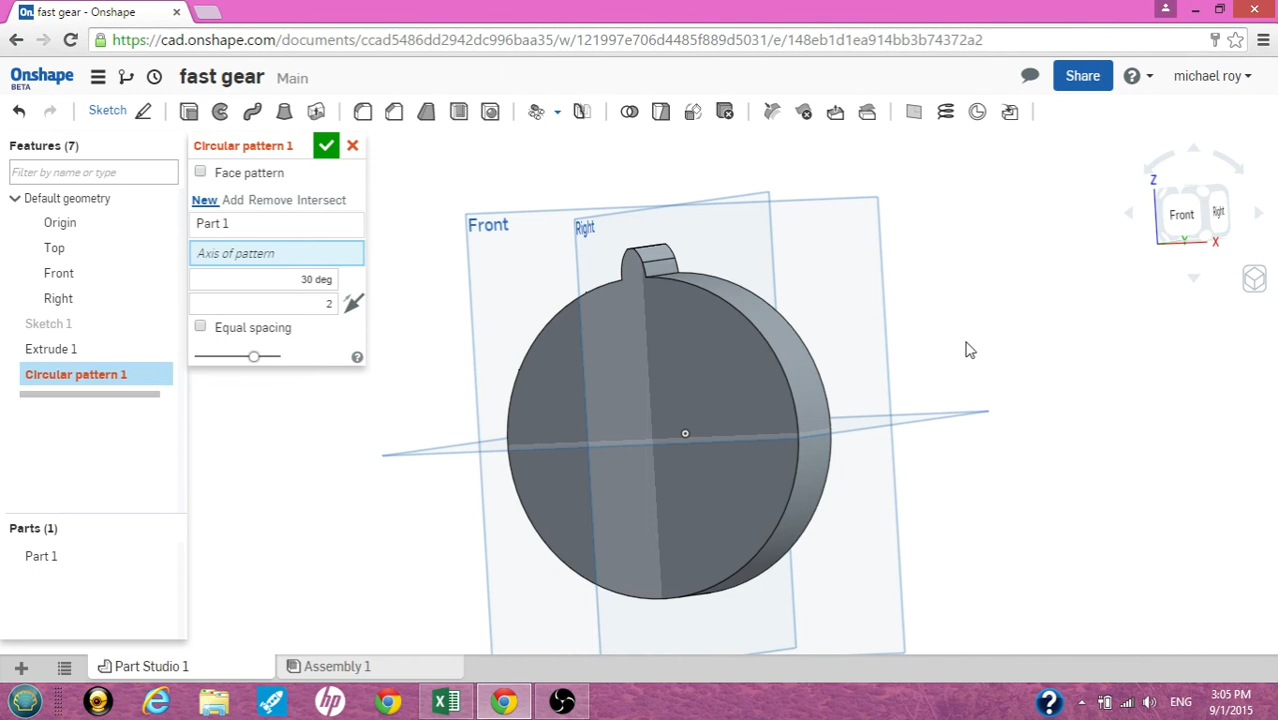 On. fast gear - Onshape
https://cad.onshape.com/documents/ccad5486dd2942dc996baa35/w/121997e706d4485f889d5031/e/148eb1d1ea914bb3b74372a2
Onshape
BETA
fast gear Main
Share
?
michael roy
Sketch
Features (7)
Filter by name or type
Default geometry
Origin
Top
Front
Right
Sketch 1
Extrude 1
Circular pattern 1
Parts (1)
Part 1
Circular pattern 1
Face pattern
New Add Remove Intersect
Part 1
Axis of pattern
30 deg
2
Equal spacing
?
Front
Right
Z
Front
Right
Y
X
Part Studio 1
Assembly 1
?
ENG
3:05 PM
9/1/2015